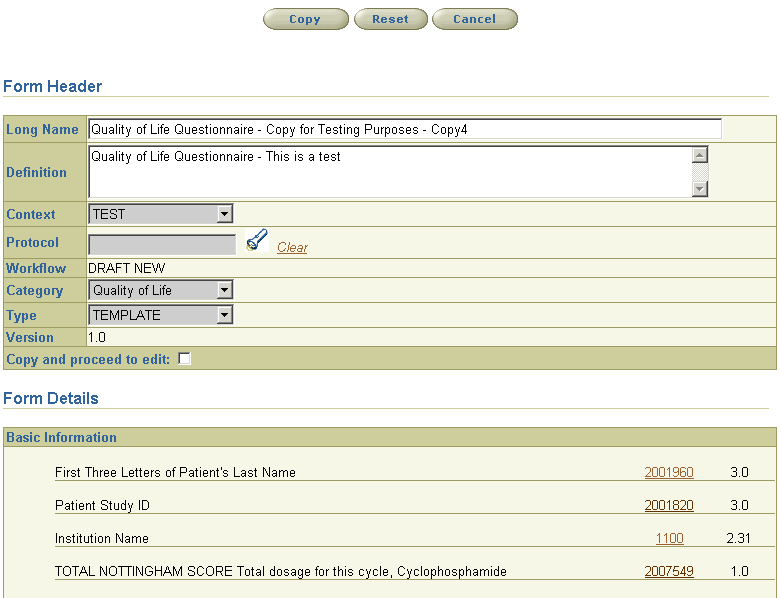 Copy Reset Cancel
Form Header
Long Name Quality of Life Questionnaire - Copy for Testing Purposes - Copy4
Definition Quality of Life Questionnaire - This is a test
Context TEST
Protocol Clear
Workflow DRAFT NEW
Category Quality of Life
Type TEMPLATE
Version 1.0
Copy and proceed to edit:
Form Details
Basic Information
First Three Letters of Patient's Last Name 2001960 3.0
Patient Study ID 2001820 3.0
Institution Name 1100 2.31
TOTAL NOTTINGHAM SCORE Total dosage for this cycle, Cyclophosphamide 2007549 1.0